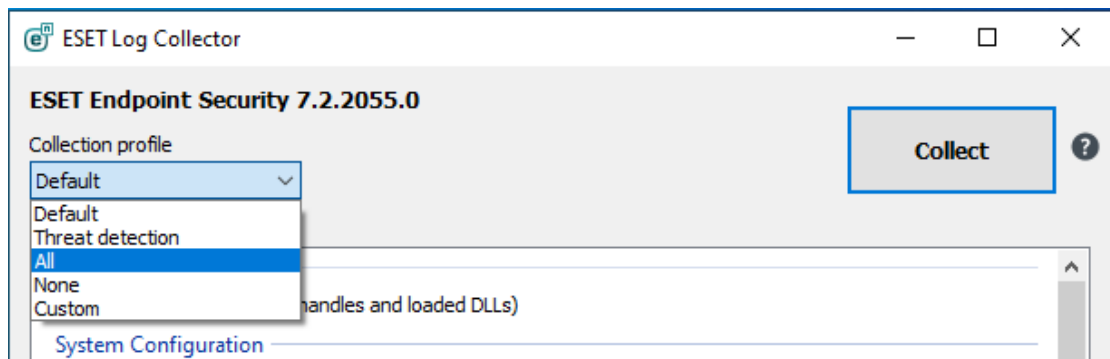 ESET Log Collector
ESET Endpoint Security 7.2.2055.0
Collection profile
Collect
?
Default
Default
Threat detection
All
None
Custom
handles and loaded DLLs)
System Configuration